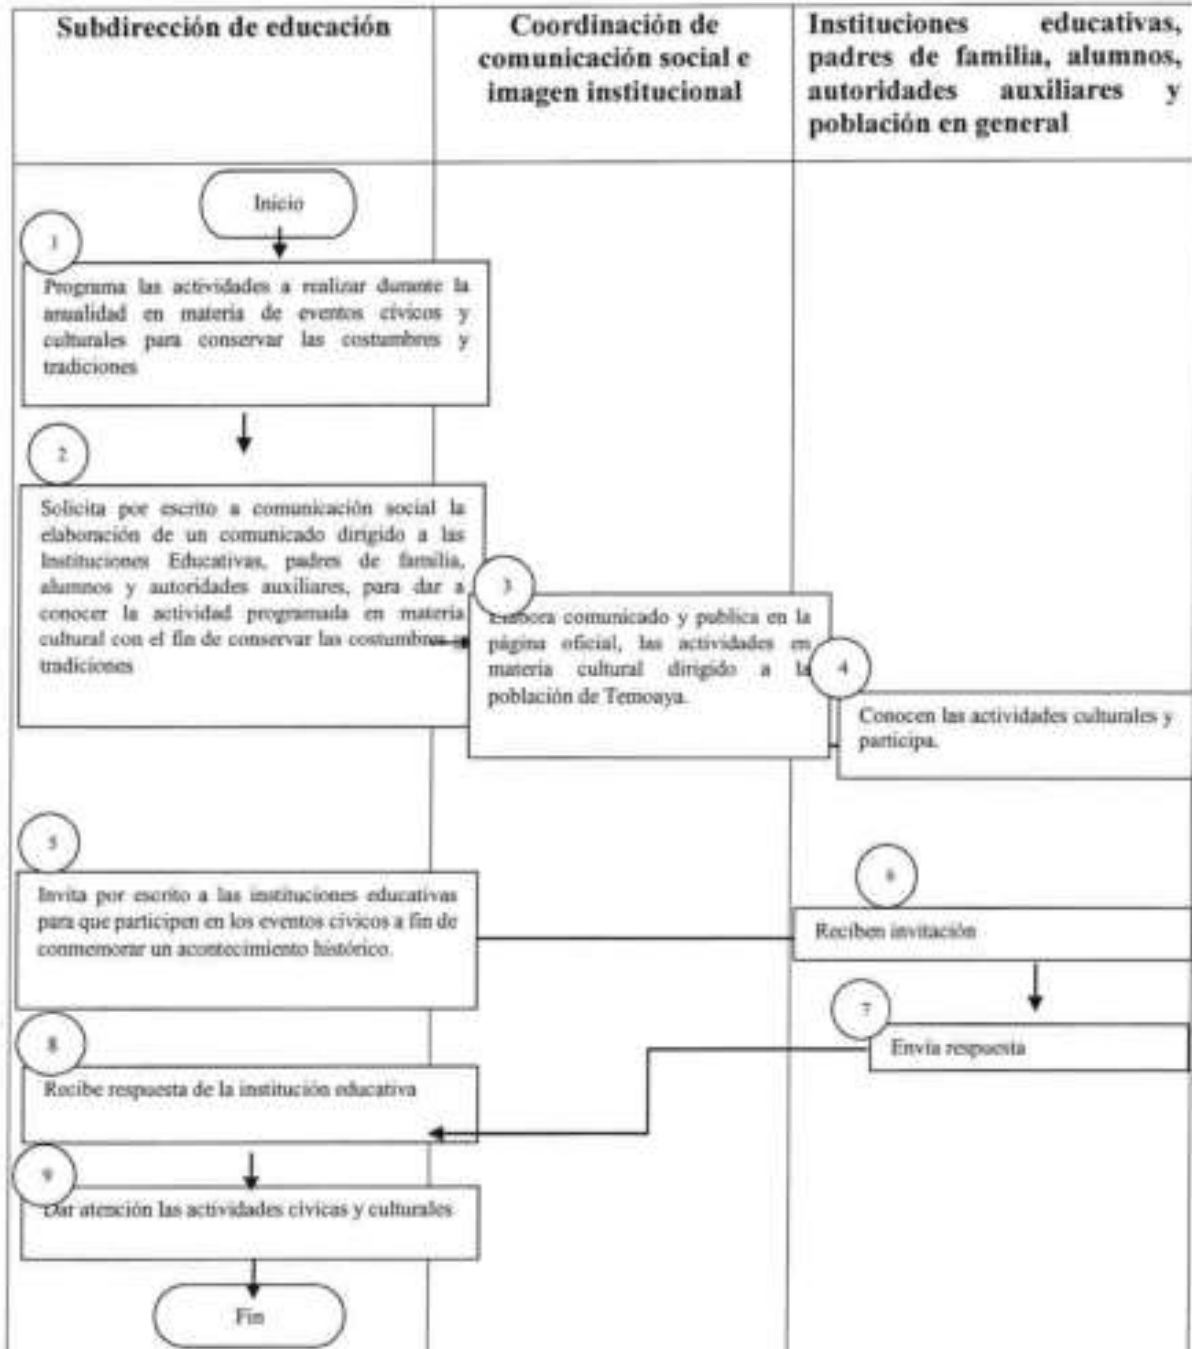 Subdirección de educación
Coordinación de
comunicación social e
imagen institucional
Instituciones educativas,
padres de familia, alumnos,
autoridades auxiliares y
población en general
Inicio
1
Programa las actividades a realizar durante la
anualidad en materia de eventos cívicos y
culturales para conservar las costumbres y
tradiciones
2
Solicita por escrito a comunicación social la
elaboración de un comunicado dirigido a las
Instituciones Educativas, padres de familia,
alumnos y autoridades auxiliares, para dar a
conocer la actividad programada en materia
cultural con el fin de conservar las costumbres y
tradiciones
3
Elabora comunicado y publica en la
página oficial, las actividades en
materia cultural dirigido a la
población de Temoaya.
4
Conocen las actividades culturales y
participa.
5
Invita por escrito a las instituciones educativas
para que participen en los eventos cívicos a fin de
conmemorar un acontecimiento histórico.
6
Reciben invitación
7
Envía respuesta
8
Recibe respuesta de la institución educativa
9
Dar atención las actividades cívicas y culturales
Fin